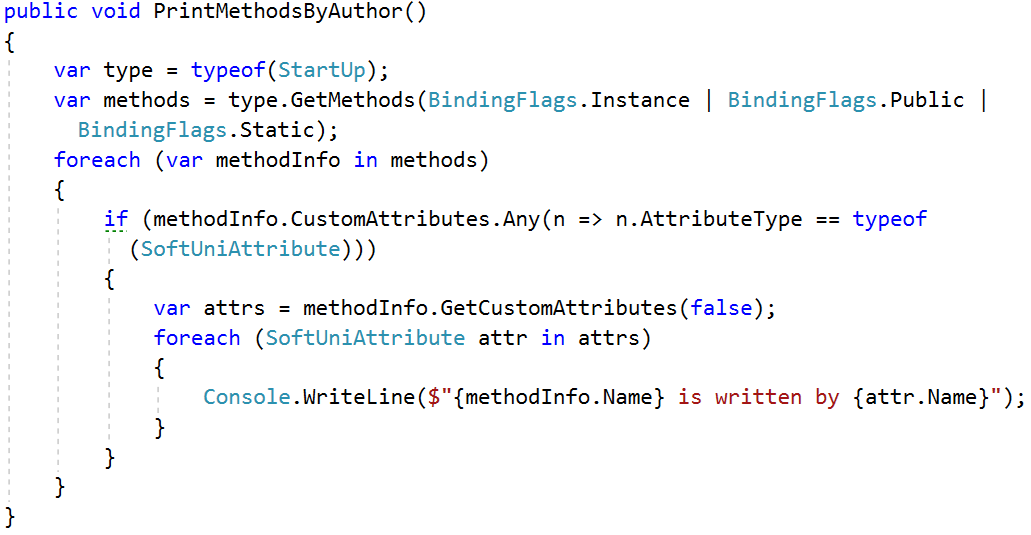 public void PrintMethodsByAuthor()
{
    var type = typeof(StartUp);
    var methods = type.GetMethods(BindingFlags.Instance | BindingFlags.Public |
      BindingFlags.Static);
    foreach (var methodInfo in methods)
    {
        if (methodInfo.CustomAttributes.Any(n => n.AttributeType == typeof
          (SoftUniAttribute)))
        {
            var attrs = methodInfo.GetCustomAttributes(false);
            foreach (SoftUniAttribute attr in attrs)
            {
                Console.WriteLine($"{methodInfo.Name} is written by {attr.Name}");
            }
        }
    }
}